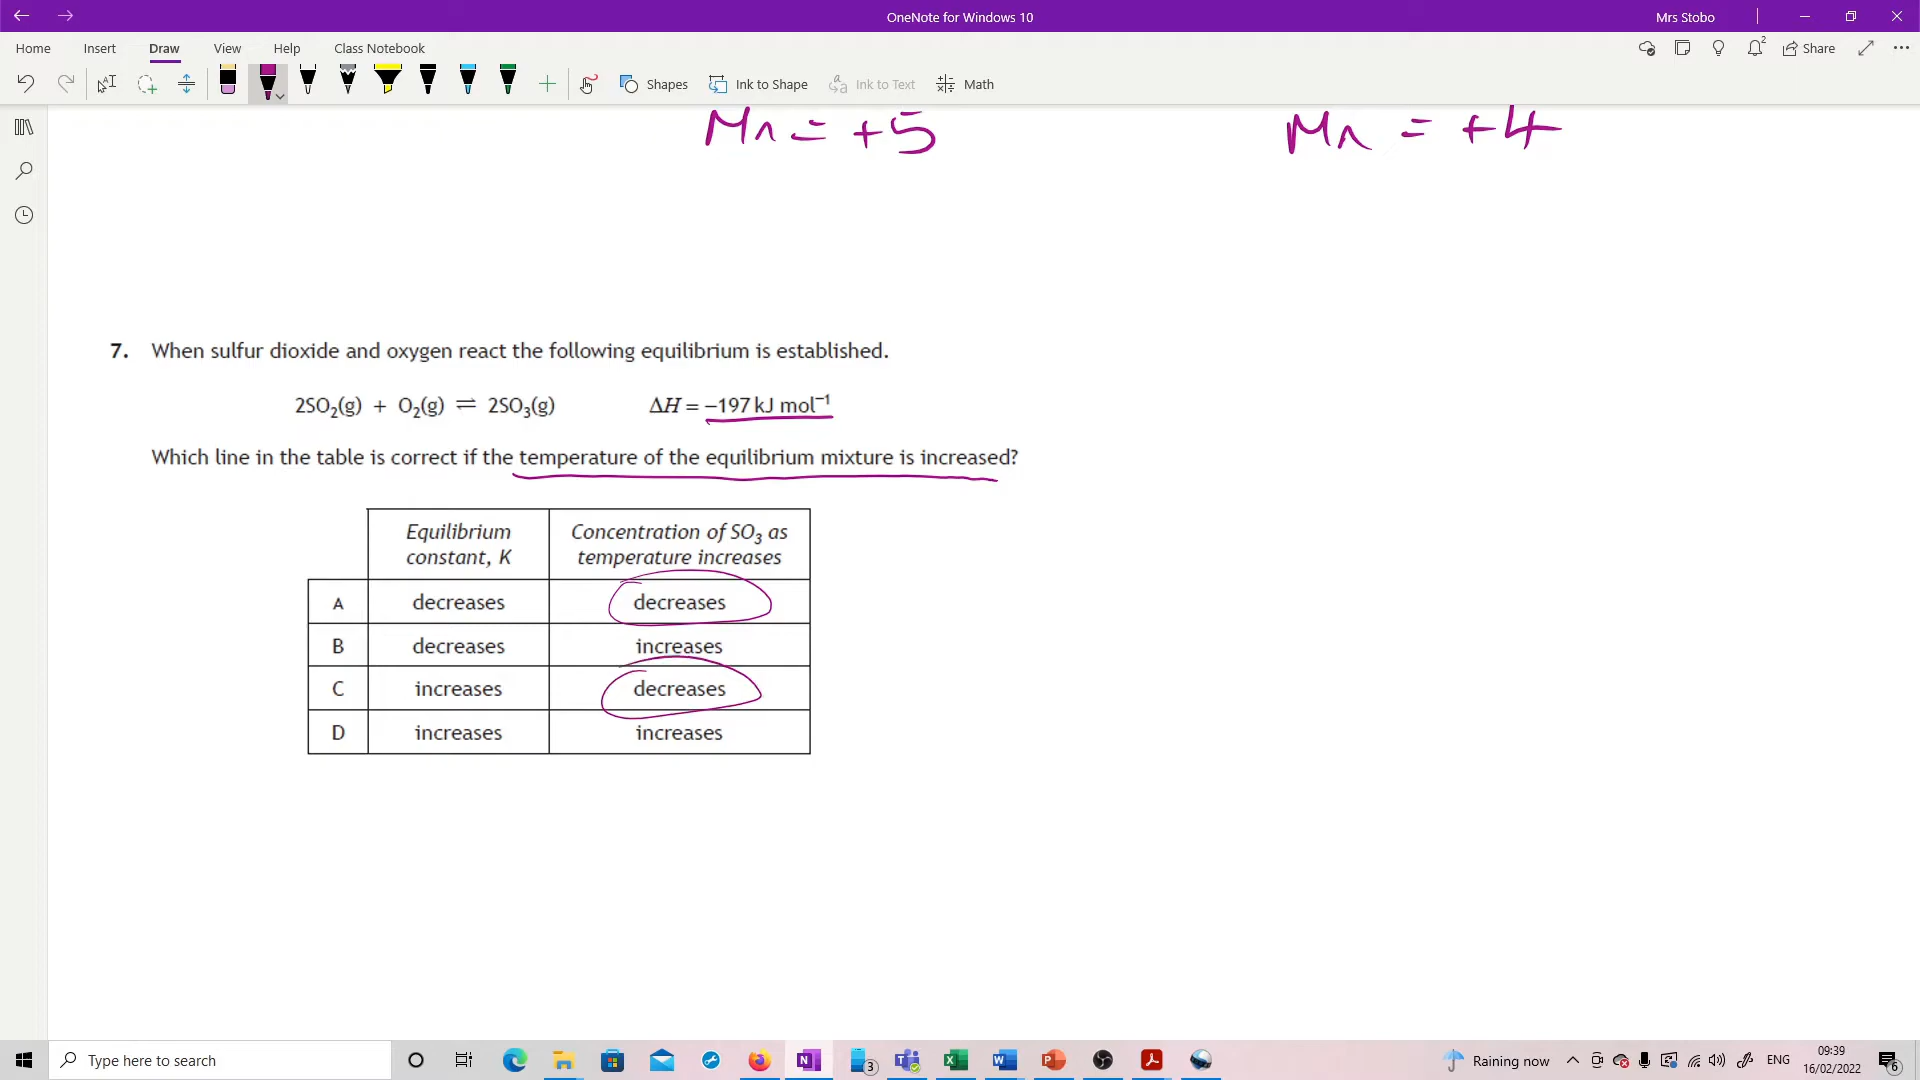 OneNote for Windows 10
Mrs Stobo
Home Insert Draw View Help Class Notebook
2
Share
Shapes Ink to Shape Ink to Text Math
Mn = +5 Mn = +4
7. When sulfur dioxide and oxygen react the following equilibrium is established.
2SO₂(g) + O₂(g) ⇌ 2SO₃(g) ΔH = −197 kJ mol⁻¹
Which line in the table is correct if the temperature of the equilibrium mixture is increased?
Equilibrium constant, K
Concentration of SO₃ as temperature increases
A decreases decreases
B decreases increases
C increases decreases
D increases increases
Type here to search
3
Raining now
ENG
09:39
16/02/2022
6